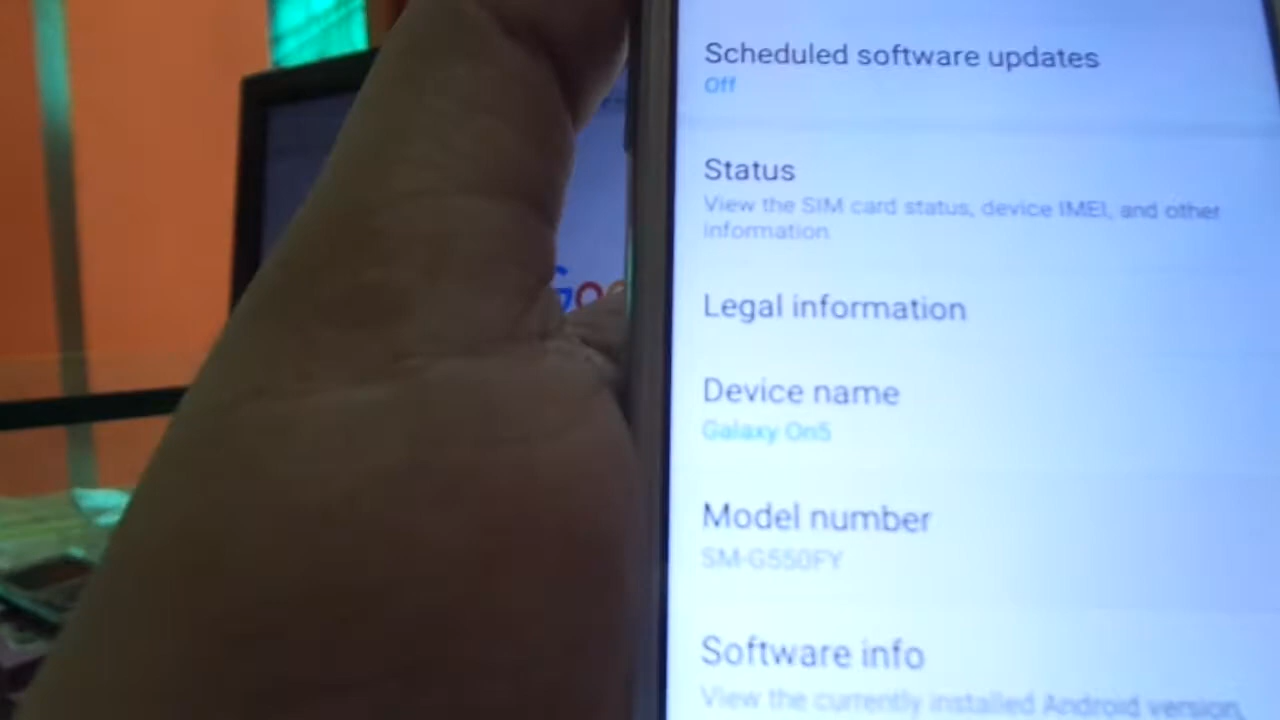 Scheduled software updates
Off
Status
View the SIM card status, device IMEI, and other
information
Legal information
Goo
Device name
Galaxy On5
Model number
SM-G550FY
Software info
View the currently installed Android version,